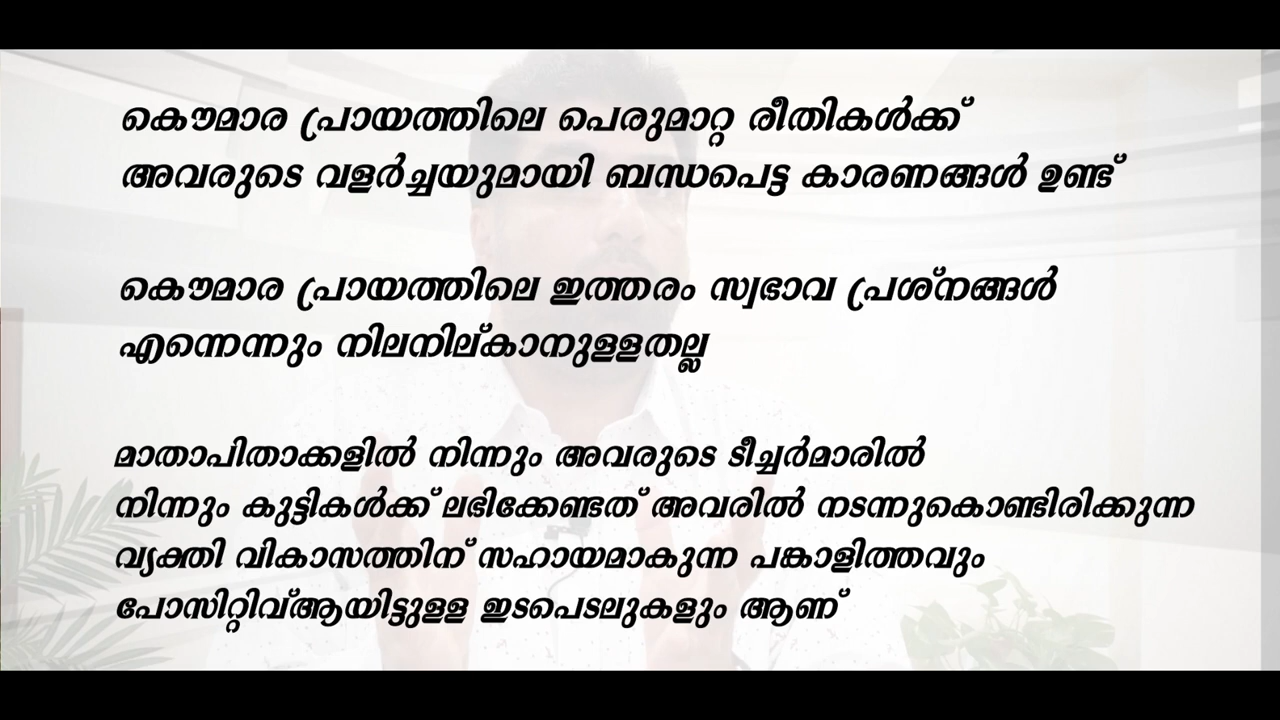 കൌമാര പ്രായത്തിലെ പെരുമാറ്റ രീതികൾക്ക്
അവരുടെ വളർച്ചയുമായി ബന്ധപെട്ട കാരണങ്ങൾ ഉണ്ട്
കൌമാര പ്രായത്തിലെ ഇത്തരം സ്വഭാവ പ്രശ്നങ്ങൾ
എന്നെന്നും നിലനില്കാനുളളതല്ല
മാതാപിതാക്കളിൽ നിന്നും അവരുടെ ടീച്ചർമാരിൽ
നിന്നും കുട്ടികൾക്ക് ലഭിക്കേണ്ടത് അവരിൽ നടന്നുകൊണ്ടിരിക്കുന്ന
വ്യക്തി വികാസത്തിന് സഹായമാകുന്ന പങ്കാളിത്തവും
പോസിറ്റിവ്ആയിട്ടുളള ഇടപെടലുകളും ആണ്